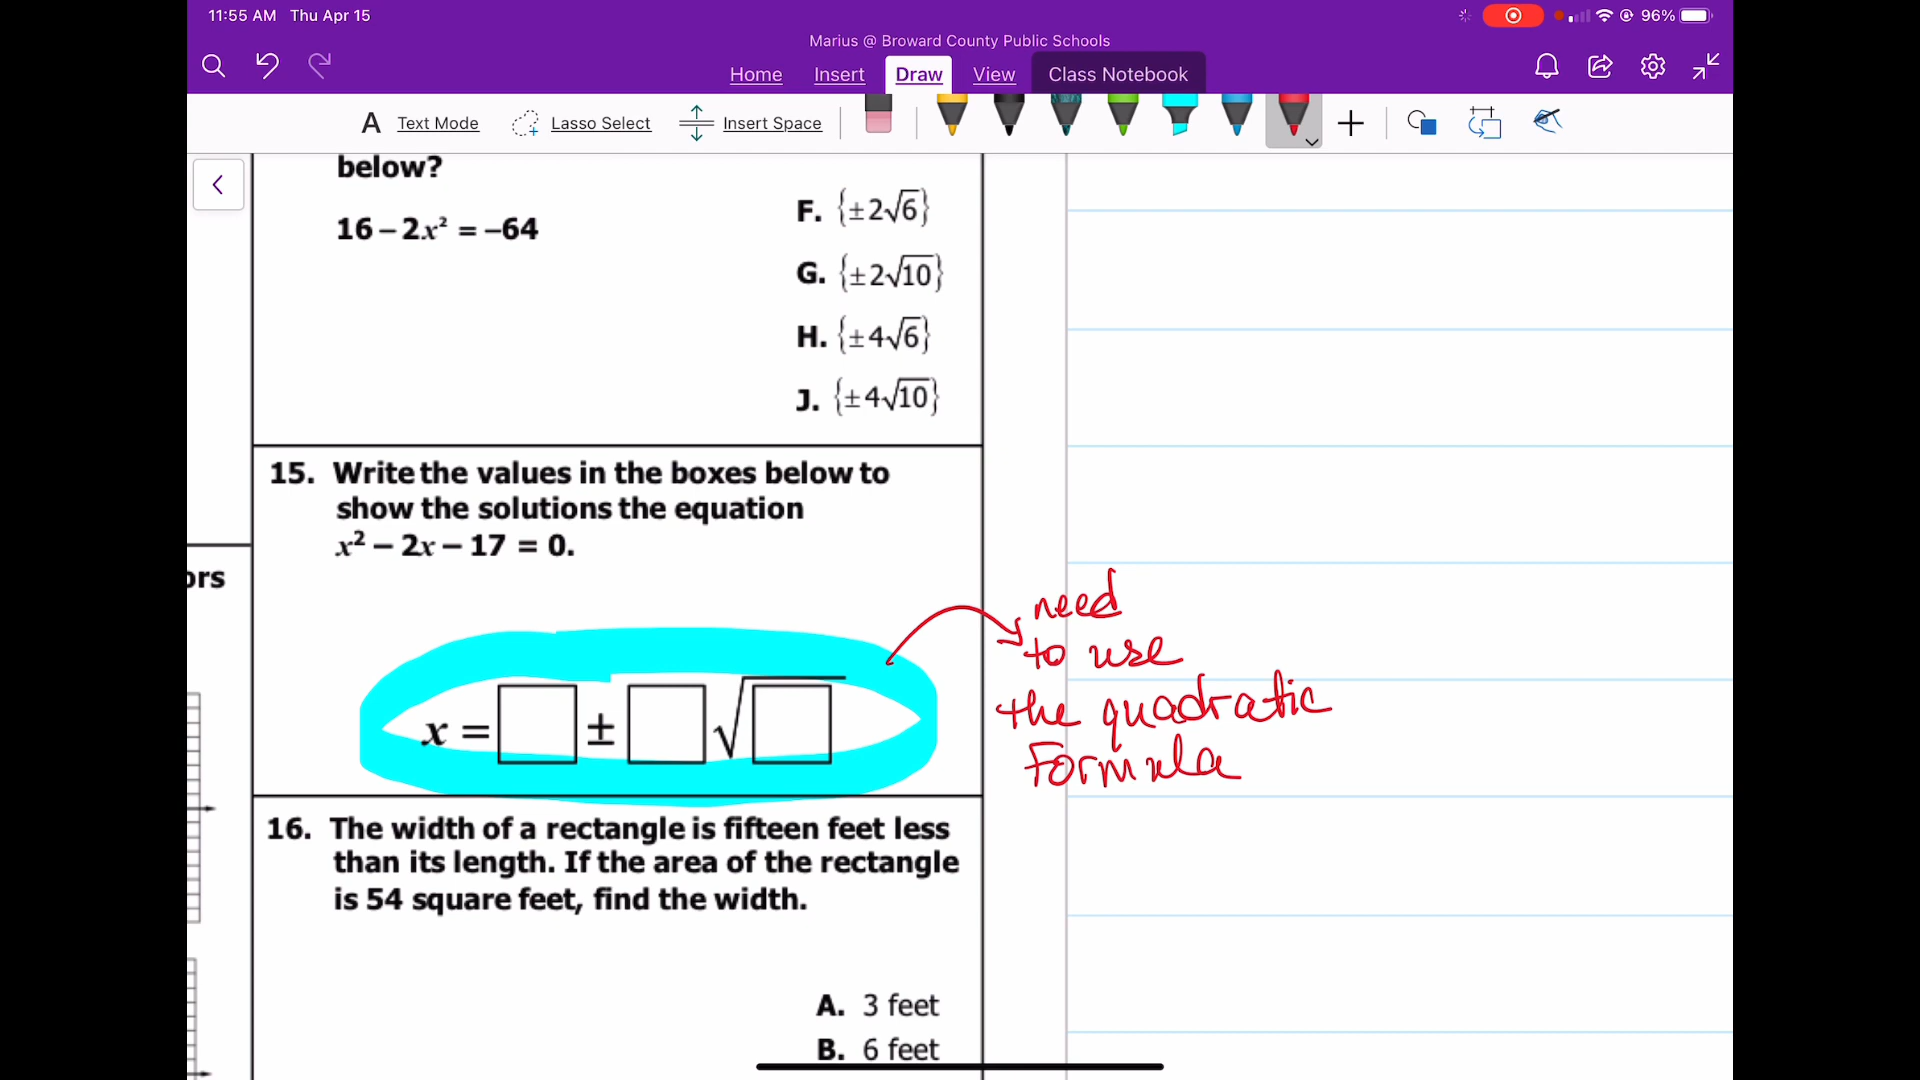 11:55 AM Thu Apr 15
96%
Marius @ Broward County Public Schools
Home Insert Draw View Class Notebook
A Text Mode Lasso Select Insert Space
below?
16 – 2x² = –64
F. {±2√6}
G. {±2√10}
H. {±4√6}
J. {±4√10}
15. Write the values in the boxes below to
show the solutions the equation
x² – 2x – 17 = 0.
ors
x = □ ± □ √□
need
to use
the quadratic
Formula
16. The width of a rectangle is fifteen feet less
than its length. If the area of the rectangle
is 54 square feet, find the width.
A. 3 feet
B. 6 feet